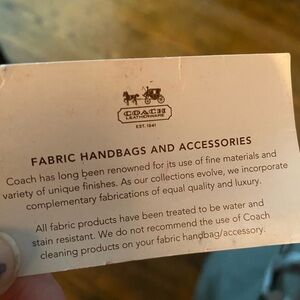 COACH
LEATHERWARE
EST. 1941
FABRIC HANDBAGS AND ACCESSORIES
Coach has long been renowned for its use of fine materials and
variety of unique finishes. As our collections evolve, we incorporate
complementary fabrications of equal quality and luxury.
All fabric products have been treated to be water and
stain resistant. We do not recommend the use of Coach
cleaning products on your fabric handbag/accessory.